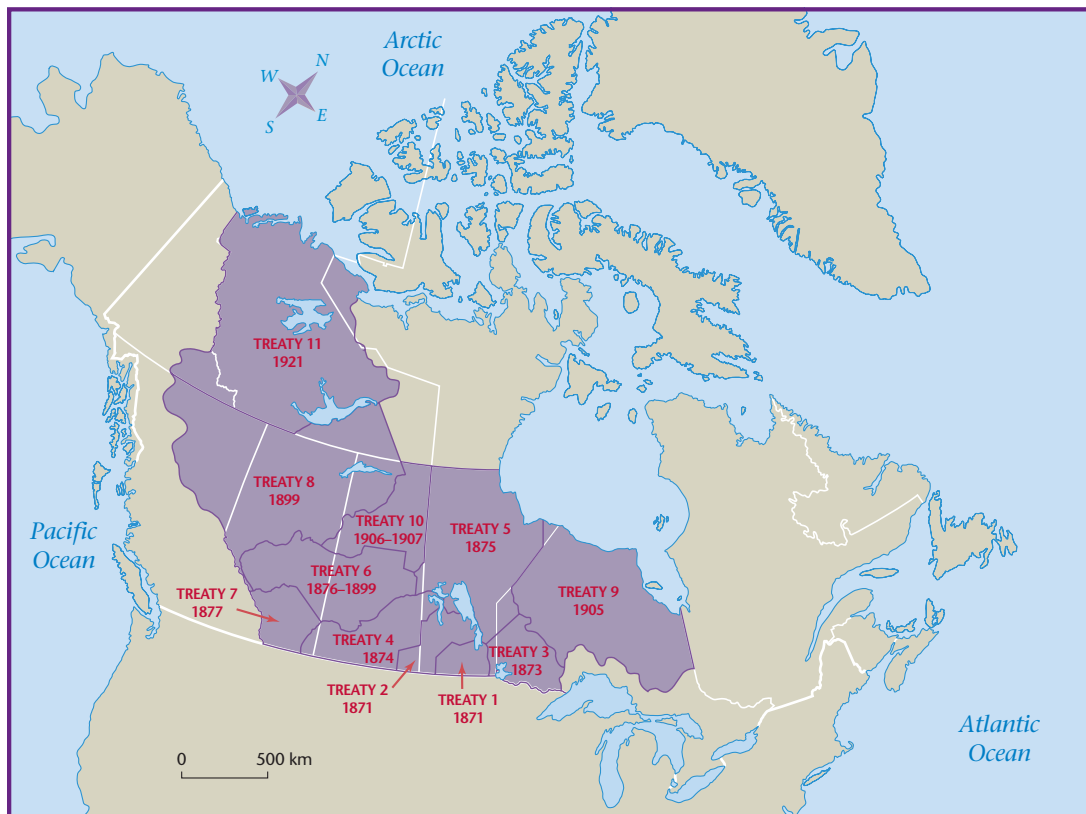 Arctic
Ocean
N
W
E
S
TREATY 11
1921
TREATY 8
1899
TREATY 10
1906–1907
TREATY 5
1875
Pacific
Ocean
TREATY 6
1876–1899
TREATY 7
1877
TREATY 9
1905
TREATY 4
1874
TREATY 3
1873
TREATY 2
1871
TREATY 1
1871
Atlantic
Ocean
0 500 km